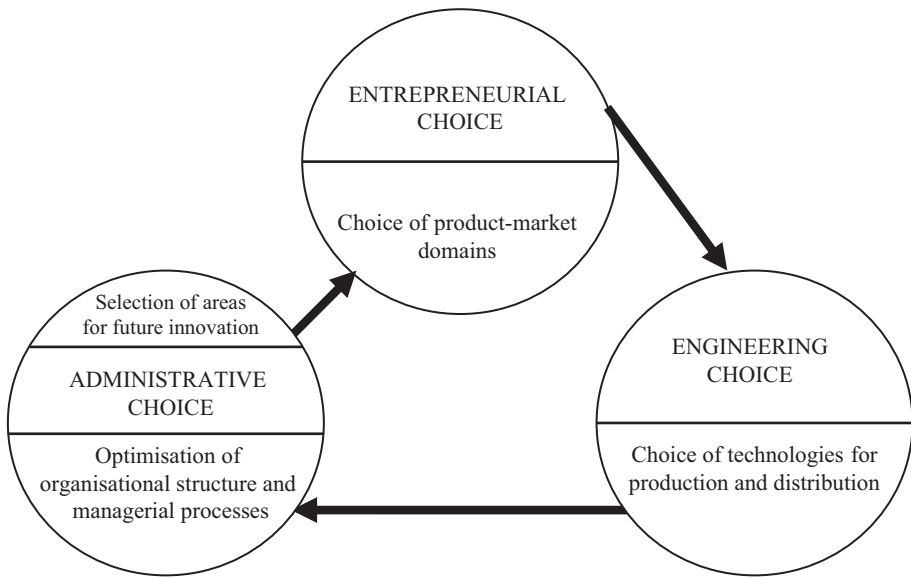 ENTREPRENEURIAL
CHOICE
Choice of product-market
domains
Selection of areas
for future innovation
ADMINISTRATIVE
CHOICE
Optimisation of
organisational structure and
managerial processes
ENGINEERING
CHOICE
Choice of technologies for
production and distribution